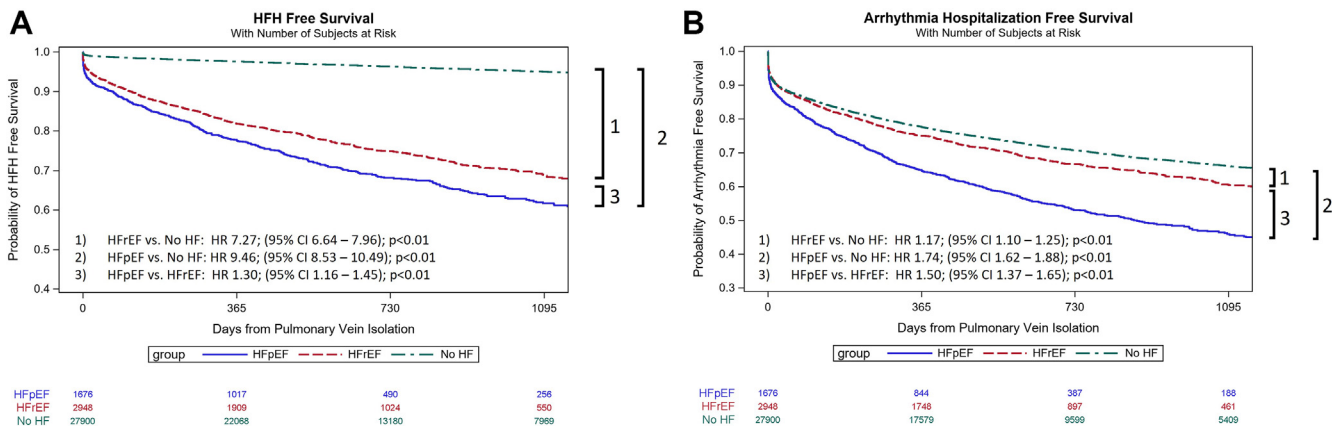 A
HFH Free Survival
With Number of Subjects at Risk
Probability of HFH Free Survival
1.0
0.9
0.8
0.7
0.6
0.5
0.4
1
2
3
1) HFrEF vs. No HF: HR 7.27; (95% CI 6.64 – 7.96); p<0.01
2) HFpEF vs. No HF: HR 9.46; (95% CI 8.53 – 10.49); p<0.01
3) HFpEF vs. HFrEF: HR 1.30; (95% CI 1.16 – 1.45); p<0.01
0 365 730 1095
Days from Pulmonary Vein Isolation
group HFpEF HFrEF No HF
HFpEF 1676 1017 490 256
HFrEF 2948 1909 1024 550
No HF 27900 22068 13180 7969
B
Arrhythmia Hospitalization Free Survival
With Number of Subjects at Risk
Probability of Arrhythmia Free Survival
1.0
0.9
0.8
0.7
0.6
0.5
0.4
0.3
1
2
3
1) HFrEF vs. No HF: HR 1.17; (95% CI 1.10 – 1.25); p<0.01
2) HFpEF vs. No HF: HR 1.74; (95% CI 1.62 – 1.88); p<0.01
3) HFpEF vs. HFrEF: HR 1.50; (95% CI 1.37 – 1.65); p<0.01
0 365 730 1095
Days from Pulmonary Vein Isolation
group HFpEF HFrEF No HF
HFpEF 1676 844 387 188
HFrEF 2948 1748 897 461
No HF 27900 17579 9599 5409